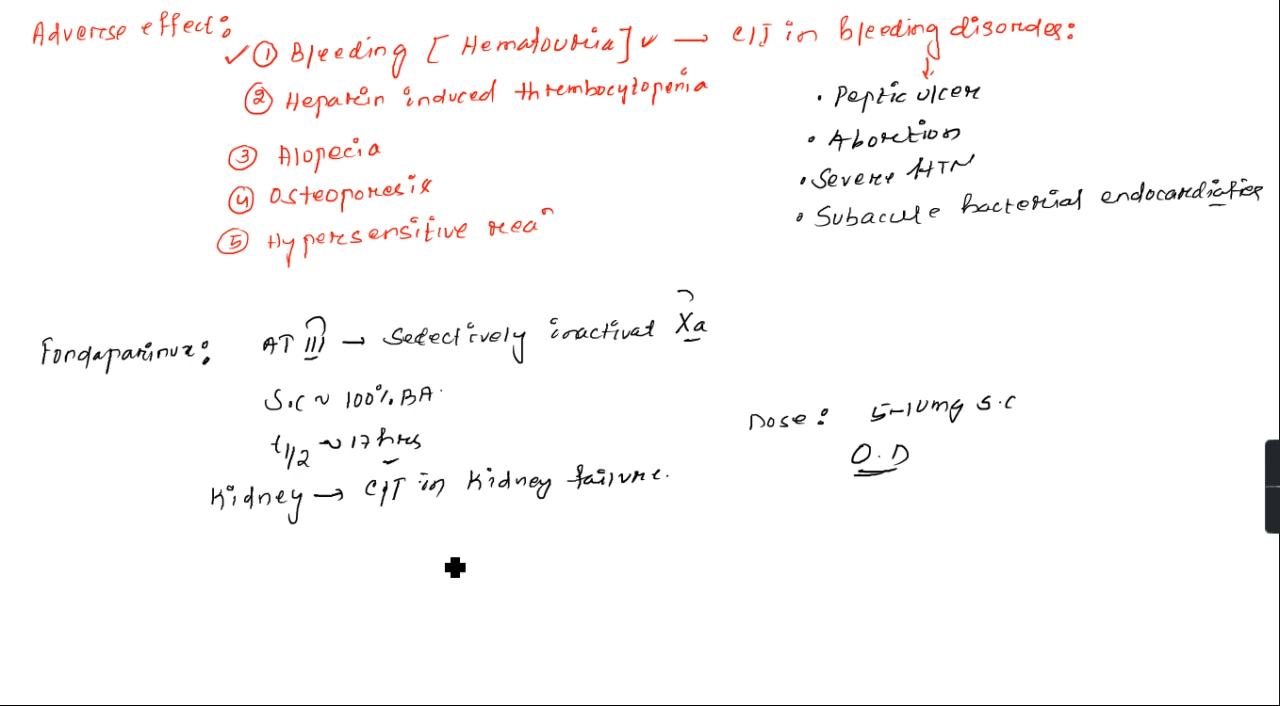 Adverse effect:
✓ ① Bleeding [Hematouria] ✓ → C/I in bleeding disorder:
② Heparin induced thrombocytopenia
③ Alopecia
④ Osteoporosis
⑤ Hypersensitive rea^n
• Peptic ulcer
• Abortion
• Severe HTN
• Subacute bacterial endocardities
Fondaparinux: AT III → Selectively inactivat Xa
S.C ~ 100% BA.
t1/2 ~ 17 hrs
Kidney → C/I in Kidney failure.
Dose: 5-10mg s.c
O.D